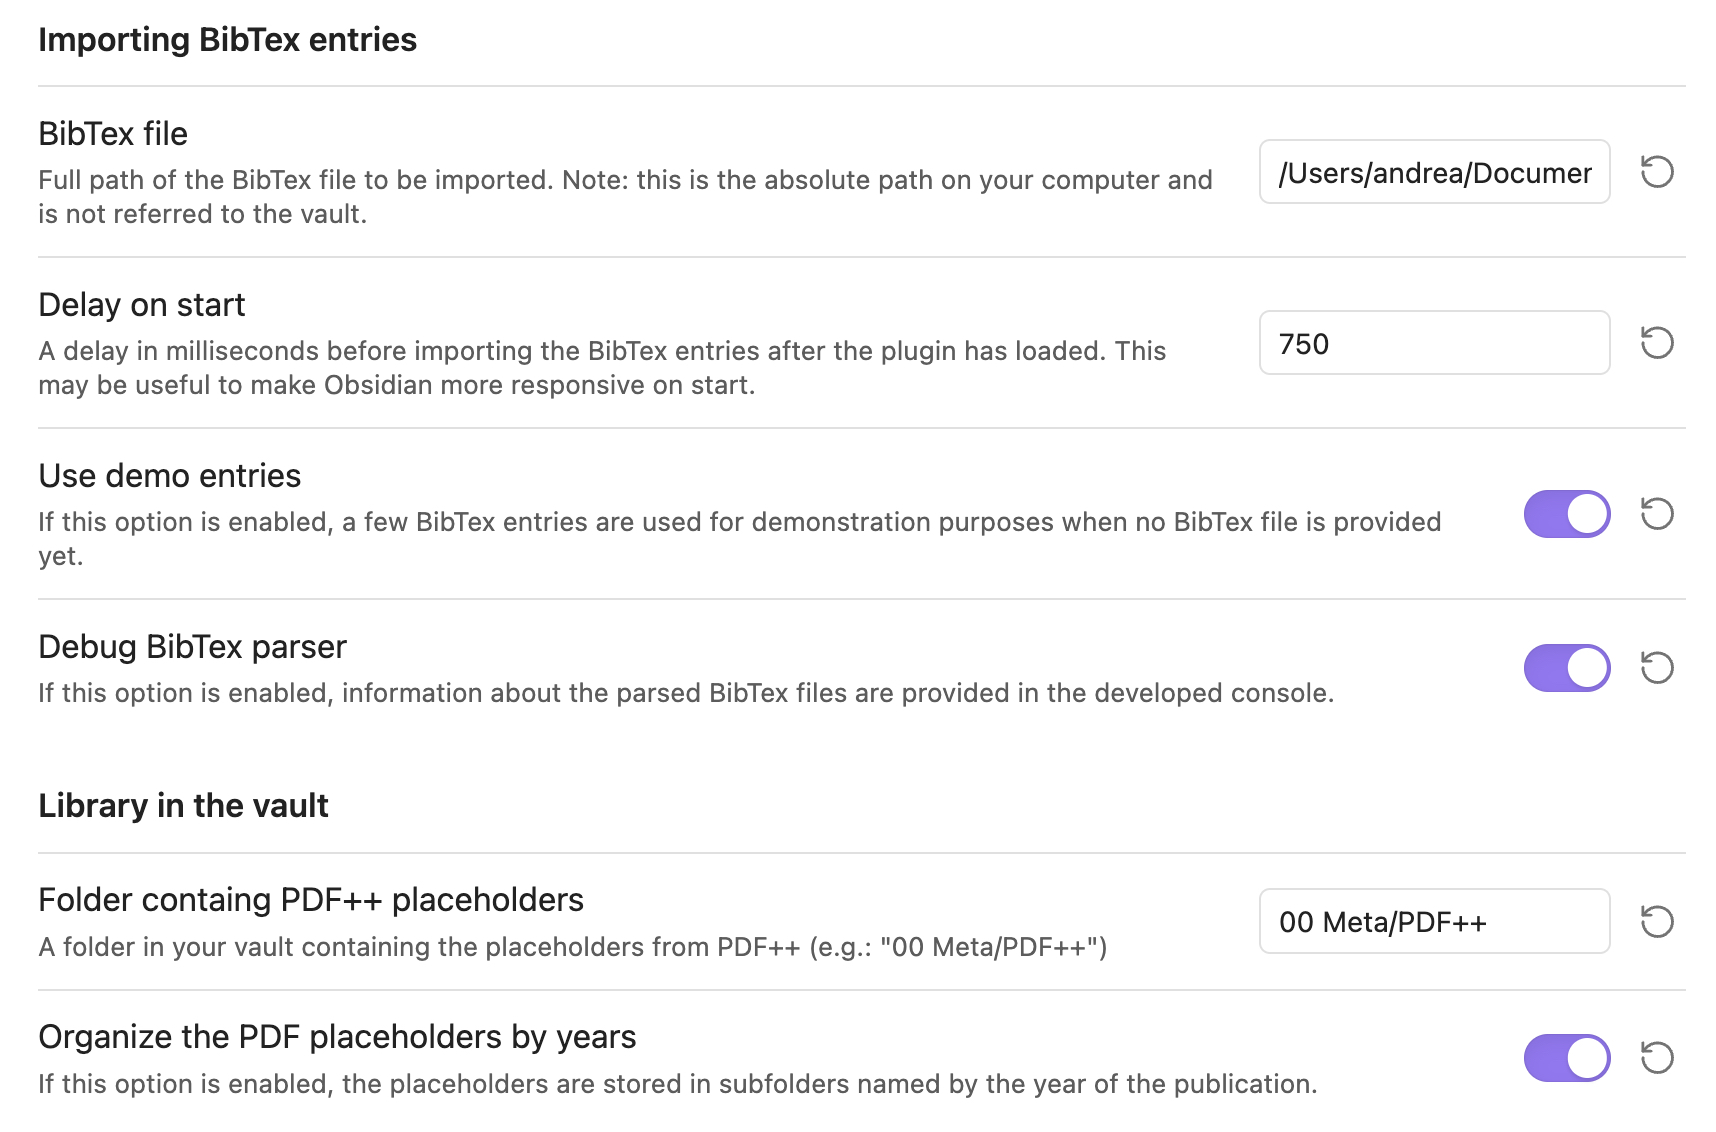 Importing BibTex entries
BibTex file
Full path of the BibTex file to be imported. Note: this is the absolute path on your computer and
is not referred to the vault.
/Users/andrea/Documer
Delay on start
A delay in milliseconds before importing the BibTex entries after the plugin has loaded. This
may be useful to make Obsidian more responsive on start.
750
Use demo entries
If this option is enabled, a few BibTex entries are used for demonstration purposes when no BibTex file is provided
yet.
Debug BibTex parser
If this option is enabled, information about the parsed BibTex files are provided in the developed console.
Library in the vault
Folder containg PDF++ placeholders
A folder in your vault containing the placeholders from PDF++ (e.g.: "00 Meta/PDF++")
00 Meta/PDF++
Organize the PDF placeholders by years
If this option is enabled, the placeholders are stored in subfolders named by the year of the publication.